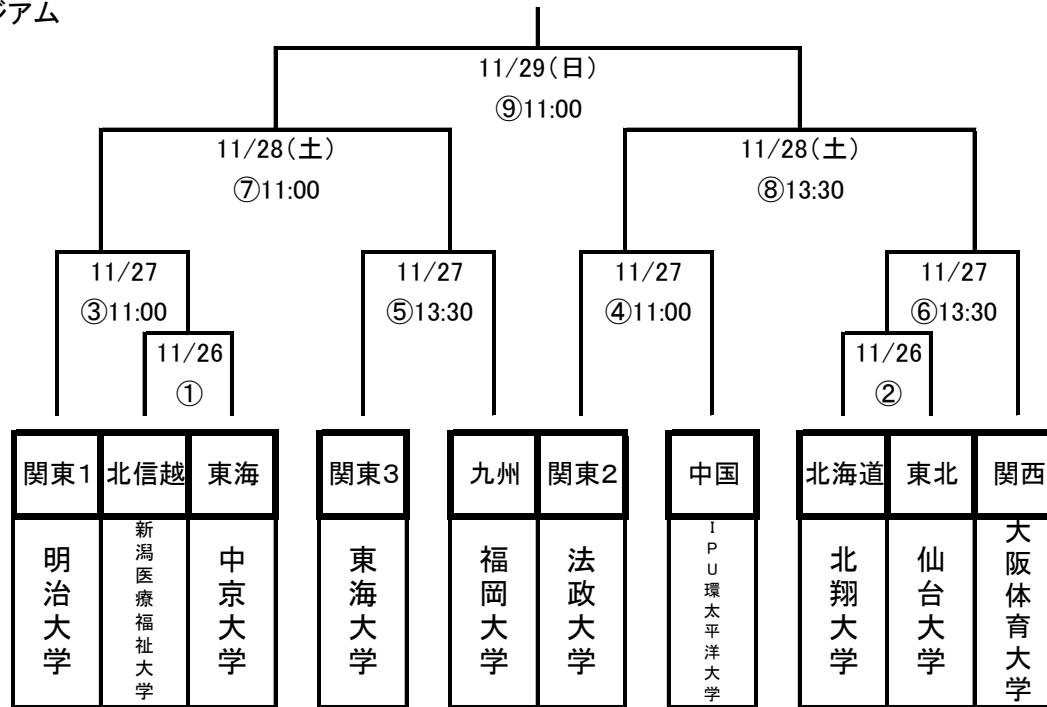 ジアム
11/29(日)
⑨11:00
11/28(土)
⑦11:00
11/28(土)
⑧13:30
11/27
③11:00
11/27
⑤13:30
11/27
④11:00
11/27
⑥13:30
11/26
①
11/26
②
関東1
北信越
東海
関東3
九州
関東2
中国
北海道
東北
関西
明治大学
新潟医療福祉大学
中京大学
東海大学
福岡大学
法政大学
IPU環太平洋大学
北翔大学
仙台大学
大阪体育大学